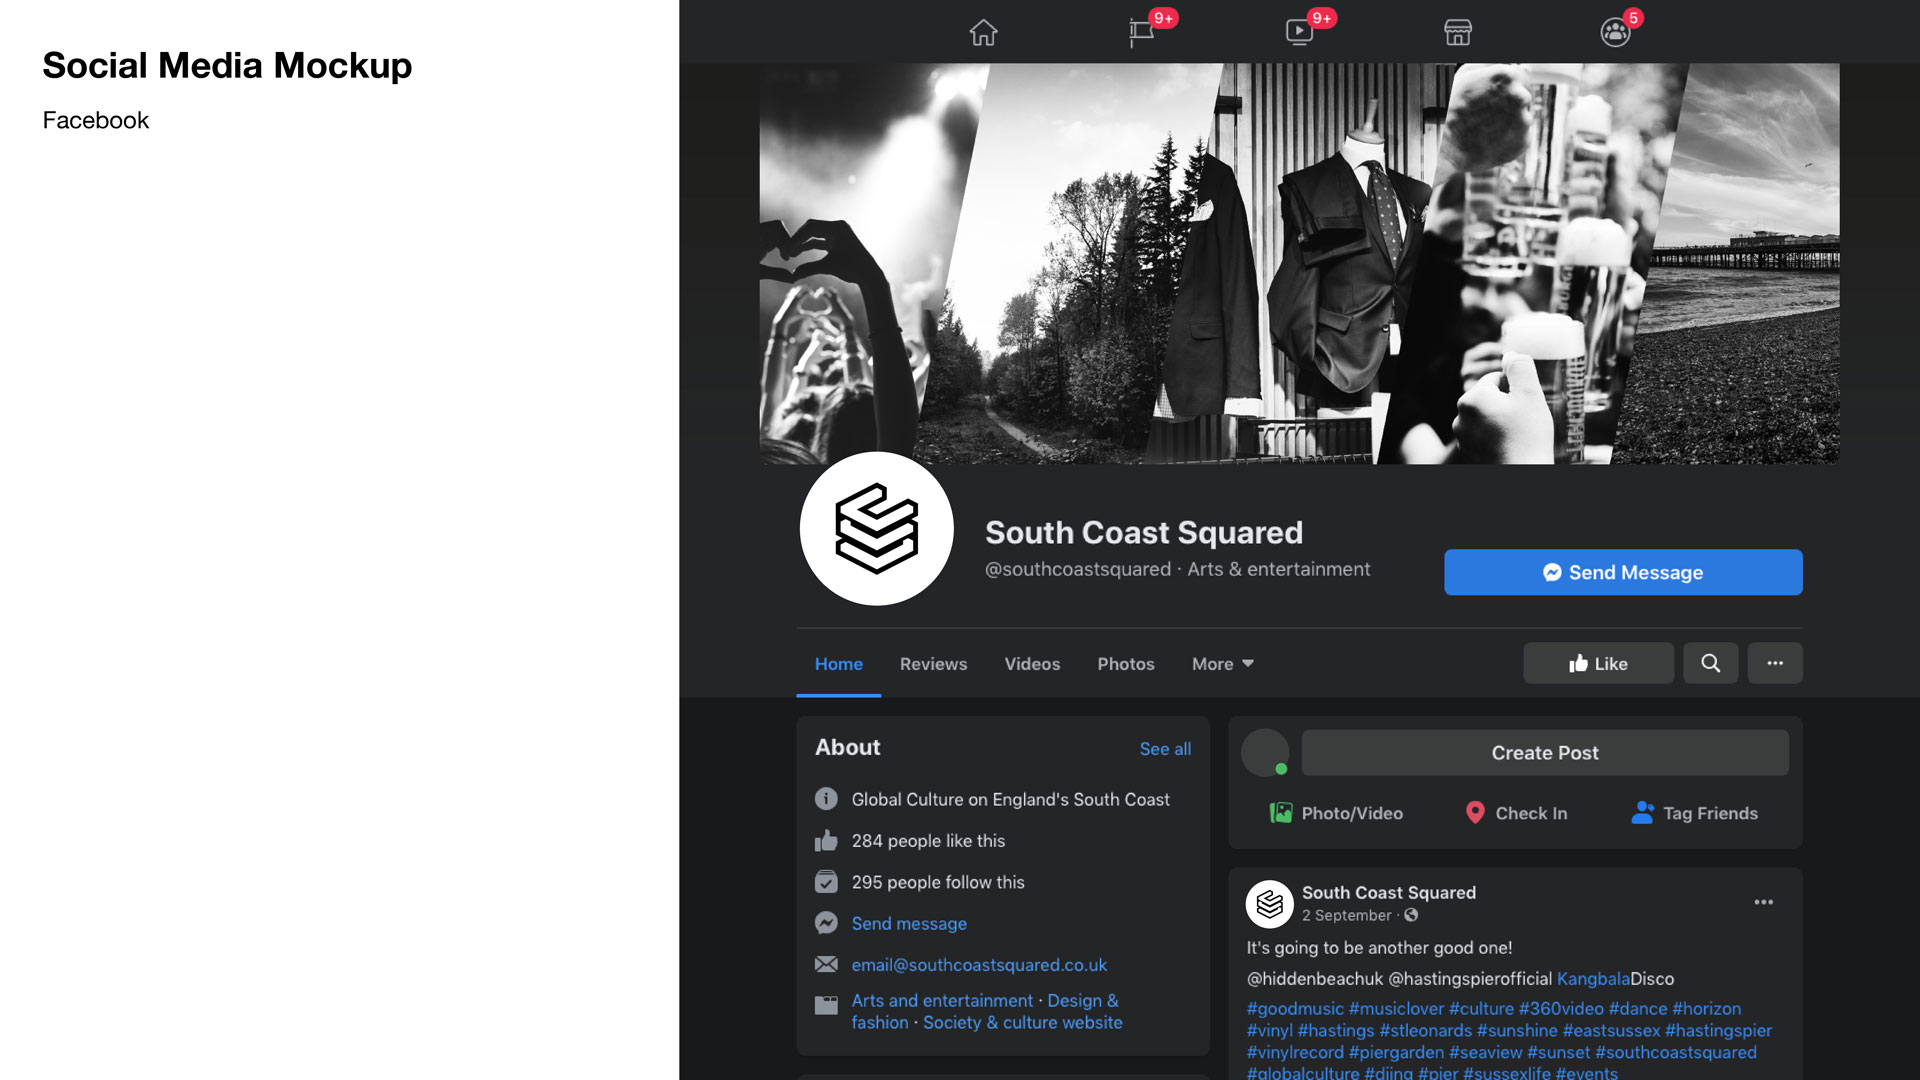 Social Media Mockup
Facebook
9+
9+
5
South Coast Squared
@southcoastsquared · Arts & entertainment
Send Message
Home
Reviews
Videos
Photos
More
Like
About
See all
Global Culture on England's South Coast
284 people like this
295 people follow this
Send message
email@southcoastsquared.co.uk
Arts and entertainment · Design &
fashion · Society & culture website
Create Post
Photo/Video
Check In
Tag Friends
South Coast Squared
2 September ·
It's going to be another good one!
@hiddenbeachuk @hastingspierofficial KangbalaDisco
#goodmusic #musiclover #culture #360video #dance #horizon
#vinyl #hastings #stleonards #sunshine #eastsussex #hastingspier
#vinylrecord #piergarden #seaview #sunset #southcoastsquared
#globalculture #djing #pier #sussexlife #events